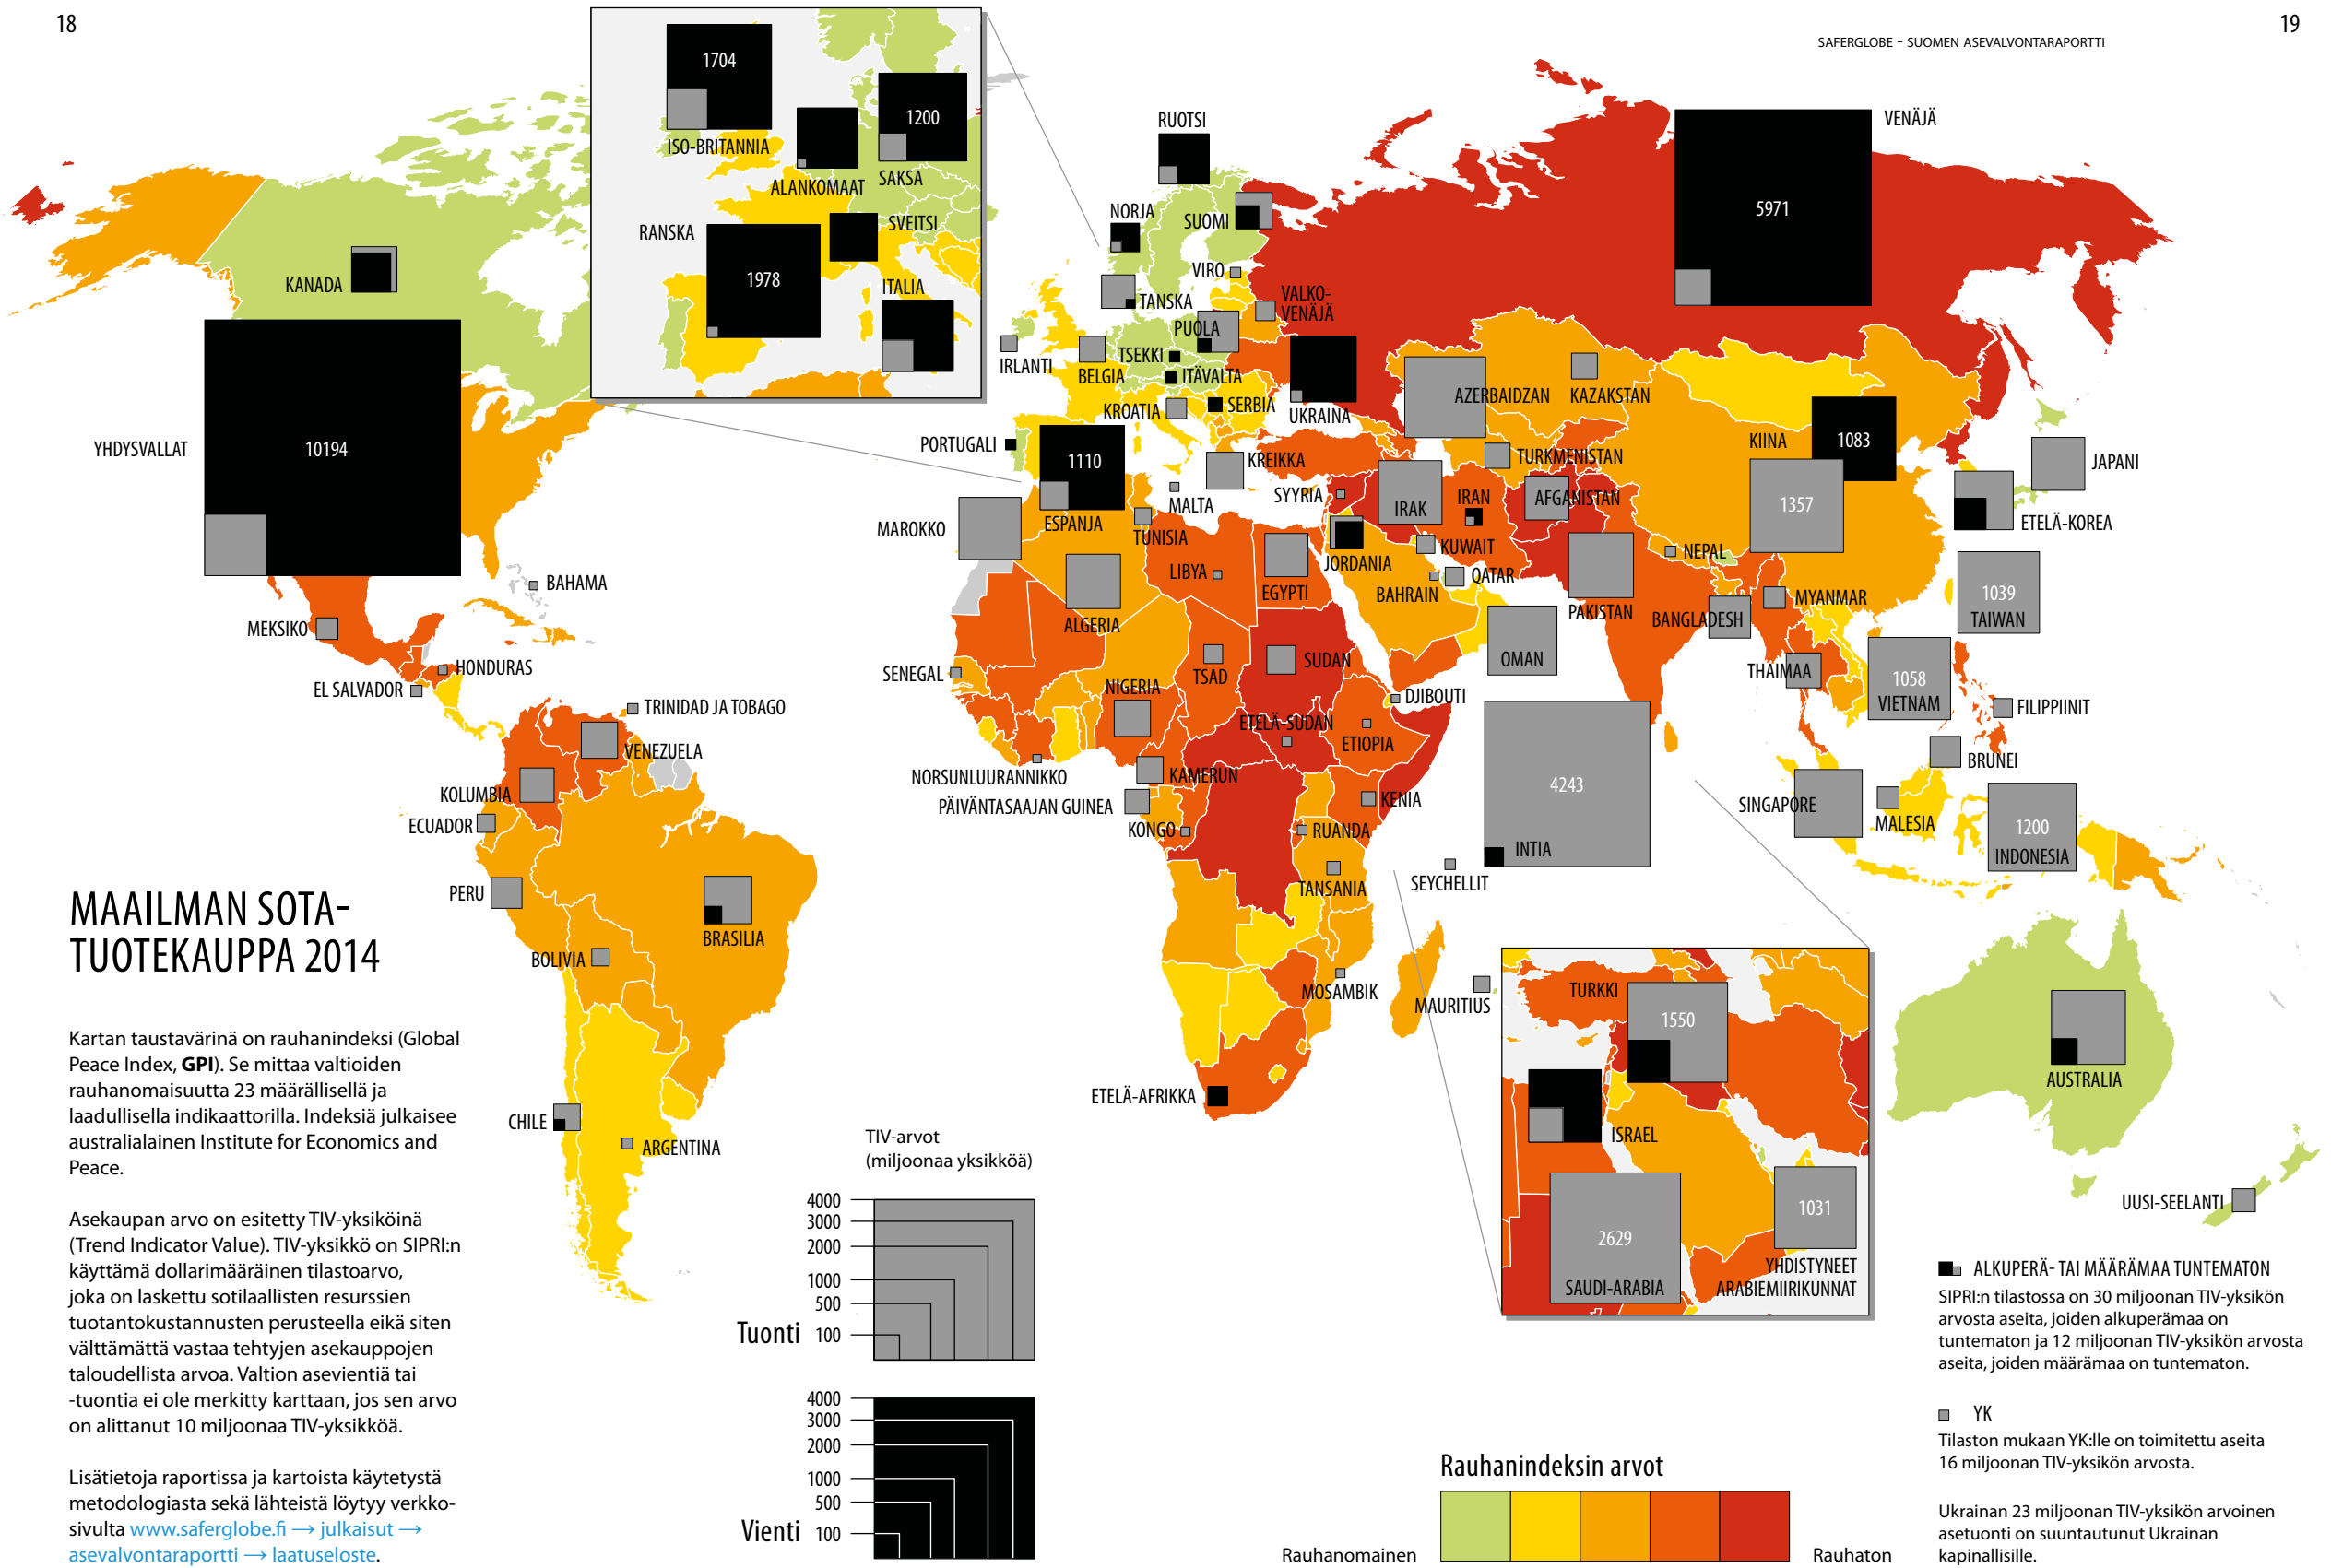 18
19
SAFERGLOBE - SUOMEN ASEVALVONTARAPORTTI
1704
ISO-BRITANNIA
ALANKOMAAT
1200
SAKSA
SVEITSI
RANSKA
1978
ITALIA
KANADA
YHDYSVALLAT
10194
MEKSIKO
BAHAMA
HONDURAS
EL SALVADOR
TRINIDAD JA TOBAGO
VENEZUELA
KOLUMBIA
ECUADOR
PERU
BRASILIA
BOLIVIA
CHILE
ARGENTINA
RUOTSI
NORJA
SUOMI
VIRO
TANSKA
VALKO-
VENÄJÄ
PUOLA
IRLANTI
BELGIA
TSEKKI
ITÄVALTA
KROATIA
SERBIA
UKRAINA
PORTUGALI
1110
ESPANJA
KREIKKA
MALTA
VENÄJÄ
5971
AZERBAIDZAN
KAZAKSTAN
TURKMENISTAN
KIINA
1083
1357
JAPANI
ETELÄ-KOREA
SYYRIA
IRAK
IRAN
AFGANISTAN
MAROKKO
TUNISIA
JORDANIA
KUWAIT
NEPAL
LIBYA
EGYPTI
BAHRAIN
QATAR
PAKISTAN
BANGLADESH
MYANMAR
1039
TAIWAN
ALGERIA
SENEGAL
NIGERIA
TSAD
SUDAN
OMAN
THAIMAA
1058
VIETNAM
FILIPPIINIT
DJIBOUTI
ETELÄ-SUDAN
ETIOPIA
NORSUNLUURANNIKKO
KAMERUN
PÄIVÄNTASAAJAN GUINEA
KONGO
KENIA
RUANDA
TANSANIA
SEYCHELLIT
4243
INTIA
BRUNEI
SINGAPORE
MALESIA
1200
INDONESIA
MOSAMBIK
MAURITIUS
ETELÄ-AFRIKKA
TURKKI
1550
ISRAEL
2629
SAUDI-ARABIA
1031
YHDISTYNEET
ARABIEMIIRIKUNNAT
AUSTRALIA
UUSI-SEELANTI
MAAILMAN SOTA-
TUOTEKAUPPA 2014
Kartan taustavärinä on rauhanindeksi (Global
Peace Index, GPI). Se mittaa valtioiden
rauhanomaisuutta 23 määrällisellä ja
laadullisella indikaattorilla. Indeksiä julkaisee
australialainen Institute for Economics and
Peace.
Asekaupan arvo on esitetty TIV-yksiköinä
(Trend Indicator Value). TIV-yksikkö on SIPRI:n
käyttämä dollarimääräinen tilastoarvo,
joka on laskettu sotilaallisten resurssien
tuotantokustannusten perusteella eikä siten
välttämättä vastaa tehtyjen asekauppojen
taloudellista arvoa. Valtion asevientiä tai
-tuontia ei ole merkitty karttaan, jos sen arvo
on alittanut 10 miljoonaa TIV-yksikköä.
Lisätietoja raportissa ja kartoista käytetystä
metodologiasta sekä lähteistä löytyy verkko-
sivulta www.saferglobe.fi → julkaisut →
asevalvontaraportti → laatuseloste.
TIV-arvot
(miljoonaa yksikköä)
4000
3000
2000
1000
500
Tuonti 100
4000
3000
2000
1000
500
Vienti 100
Rauhanindeksin arvot
Rauhanomainen
Rauhaton
ALKUPERÄ- TAI MÄÄRÄMAA TUNTEMATON
SIPRI:n tilastossa on 30 miljoonan TIV-yksikön
arvosta aseita, joiden alkuperämaa on
tuntematon ja 12 miljoonan TIV-yksikön arvosta
aseita, joiden määrämaa on tuntematon.
YK
Tilaston mukaan YK:lle on toimitettu aseita
16 miljoonan TIV-yksikön arvosta.
Ukrainan 23 miljoonan TIV-yksikön arvoinen
asetuonti on suuntautunut Ukrainan
kapinallisille.